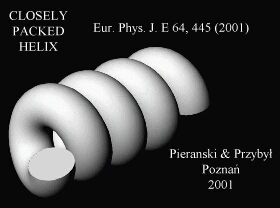 CLOSELY
PACKED
HELIX
Eur. Phys. J. E 64, 445 (2001)
Pieranski & Przybył
Poznań
2001